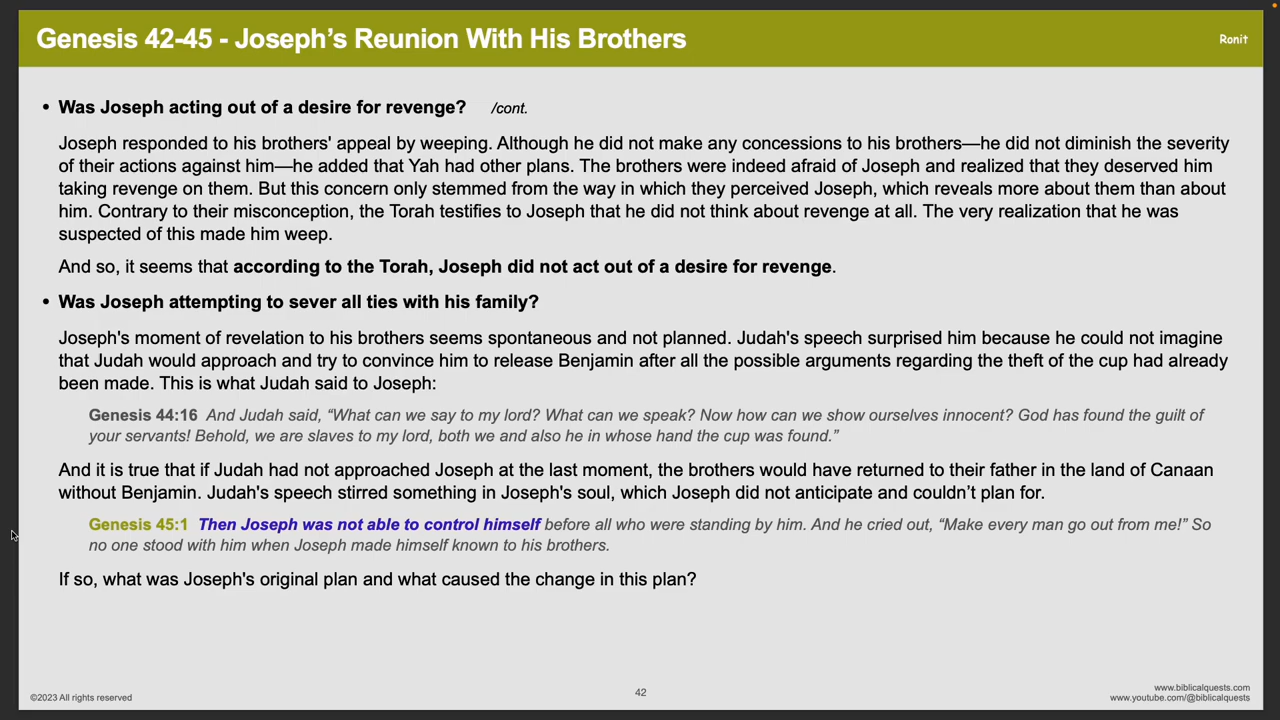 Genesis 42-45 - Joseph’s Reunion With His Brothers
Ronit
• Was Joseph acting out of a desire for revenge? /cont.
Joseph responded to his brothers' appeal by weeping. Although he did not make any concessions to his brothers—he did not diminish the severity
of their actions against him—he added that Yah had other plans. The brothers were indeed afraid of Joseph and realized that they deserved him
taking revenge on them. But this concern only stemmed from the way in which they perceived Joseph, which reveals more about them than about
him. Contrary to their misconception, the Torah testifies to Joseph that he did not think about revenge at all. The very realization that he was
suspected of this made him weep.
And so, it seems that according to the Torah, Joseph did not act out of a desire for revenge.
• Was Joseph attempting to sever all ties with his family?
Joseph's moment of revelation to his brothers seems spontaneous and not planned. Judah's speech surprised him because he could not imagine
that Judah would approach and try to convince him to release Benjamin after all the possible arguments regarding the theft of the cup had already
been made. This is what Judah said to Joseph:
Genesis 44:16 And Judah said, “What can we say to my lord? What can we speak? Now how can we show ourselves innocent? God has found the guilt of
your servants! Behold, we are slaves to my lord, both we and also he in whose hand the cup was found.”
And it is true that if Judah had not approached Joseph at the last moment, the brothers would have returned to their father in the land of Canaan
without Benjamin. Judah's speech stirred something in Joseph's soul, which Joseph did not anticipate and couldn’t plan for.
Genesis 45:1 Then Joseph was not able to control himself before all who were standing by him. And he cried out, “Make every man go out from me!” So
no one stood with him when Joseph made himself known to his brothers.
If so, what was Joseph's original plan and what caused the change in this plan?
©2023 All rights reserved
42
www.biblicalquests.com
www.youtube.com/@biblicalquests